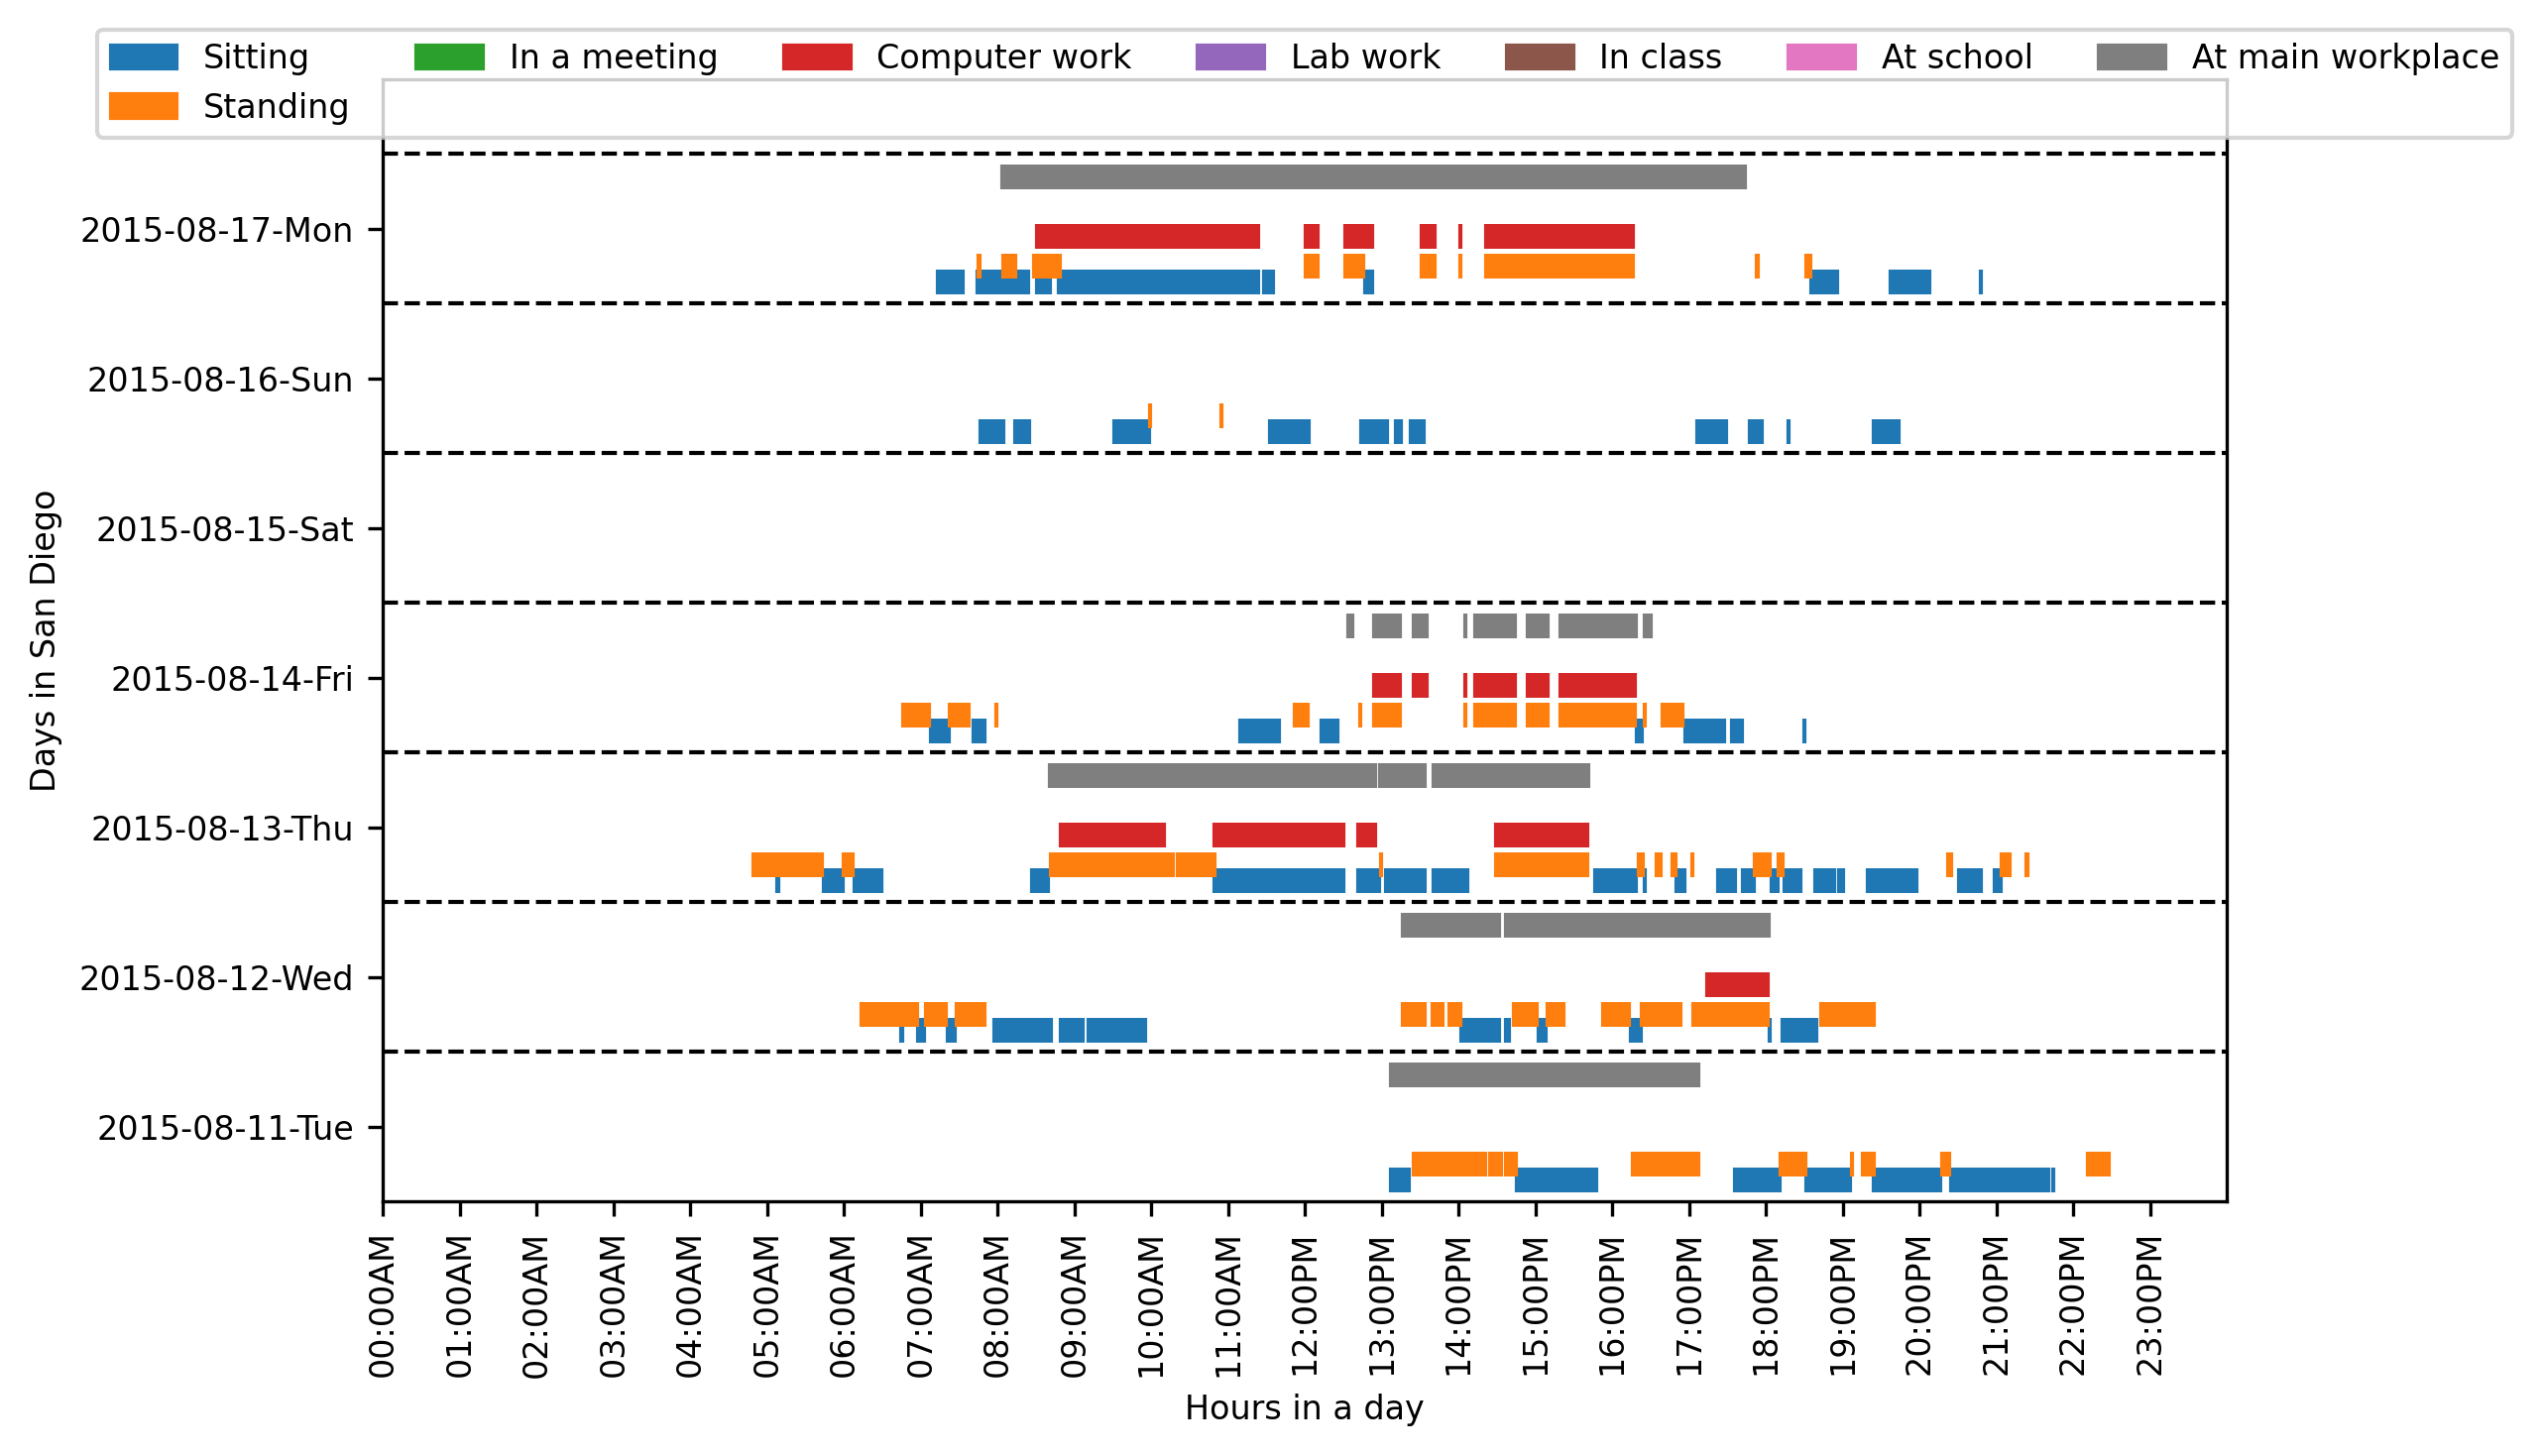 Sitting In a meeting Computer work Lab work In class At school At main workplace
Standing
2015-08-17-Mon
2015-08-16-Sun
2015-08-15-Sat
2015-08-14-Fri
2015-08-13-Thu
2015-08-12-Wed
2015-08-11-Tue
Days in San Diego
00:00AM
01:00AM
02:00AM
03:00AM
04:00AM
05:00AM
06:00AM
07:00AM
08:00AM
09:00AM
10:00AM
11:00AM
12:00PM
13:00PM
14:00PM
15:00PM
16:00PM
17:00PM
18:00PM
19:00PM
20:00PM
21:00PM
22:00PM
23:00PM
Hours in a day